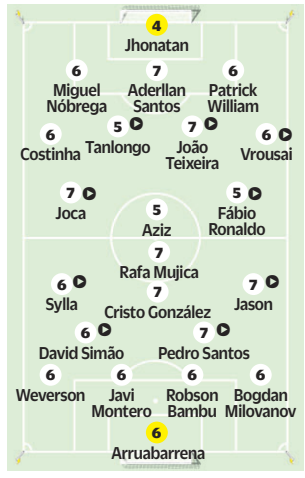 4
Jhonatan
6 7 6
Miguel Nóbrega Aderllan Santos Patrick William
6 5 7 6
Costinha Tanlongo João Teixeira Vrousai
7 5 5
Joca Aziz Fábio Ronaldo
7
Rafa Mujica
6 7 7
Sylla Cristo González Jason
6 7
David Simão Pedro Santos
6 6 6 6
Weverson Javi Montero Robson Bambu Bogdan Milovanov
6
Arruabarrena